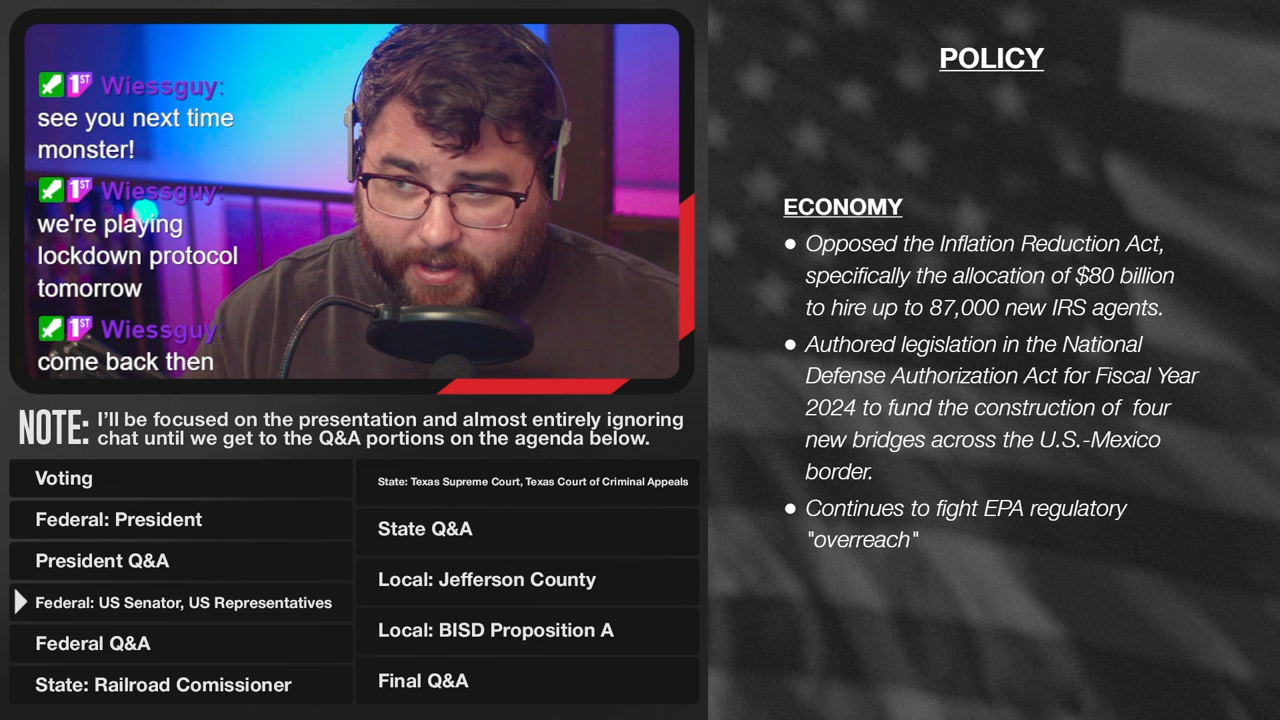 Wiessguy:
see you next time
monster!
Wiessguy:
we're playing
lockdown protocol
tomorrow
Wiessguy:
come back then
NOTE: I'll be focused on the presentation and almost entirely ignoring
chat until we get to the Q&A portions on the agenda below.
Voting
Federal: President
President Q&A
Federal: US Senator, US Representatives
Federal Q&A
State: Railroad Comissioner
State: Texas Supreme Court, Texas Court of Criminal Appeals
State Q&A
Local: Jefferson County
Local: BISD Proposition A
Final Q&A
POLICY
ECONOMY
● Opposed the Inflation Reduction Act,
specifically the allocation of $80 billion
to hire up to 87,000 new IRS agents.
● Authored legislation in the National
Defense Authorization Act for Fiscal Year
2024 to fund the construction of four
new bridges across the U.S.-Mexico
border.
● Continues to fight EPA regulatory
"overreach"